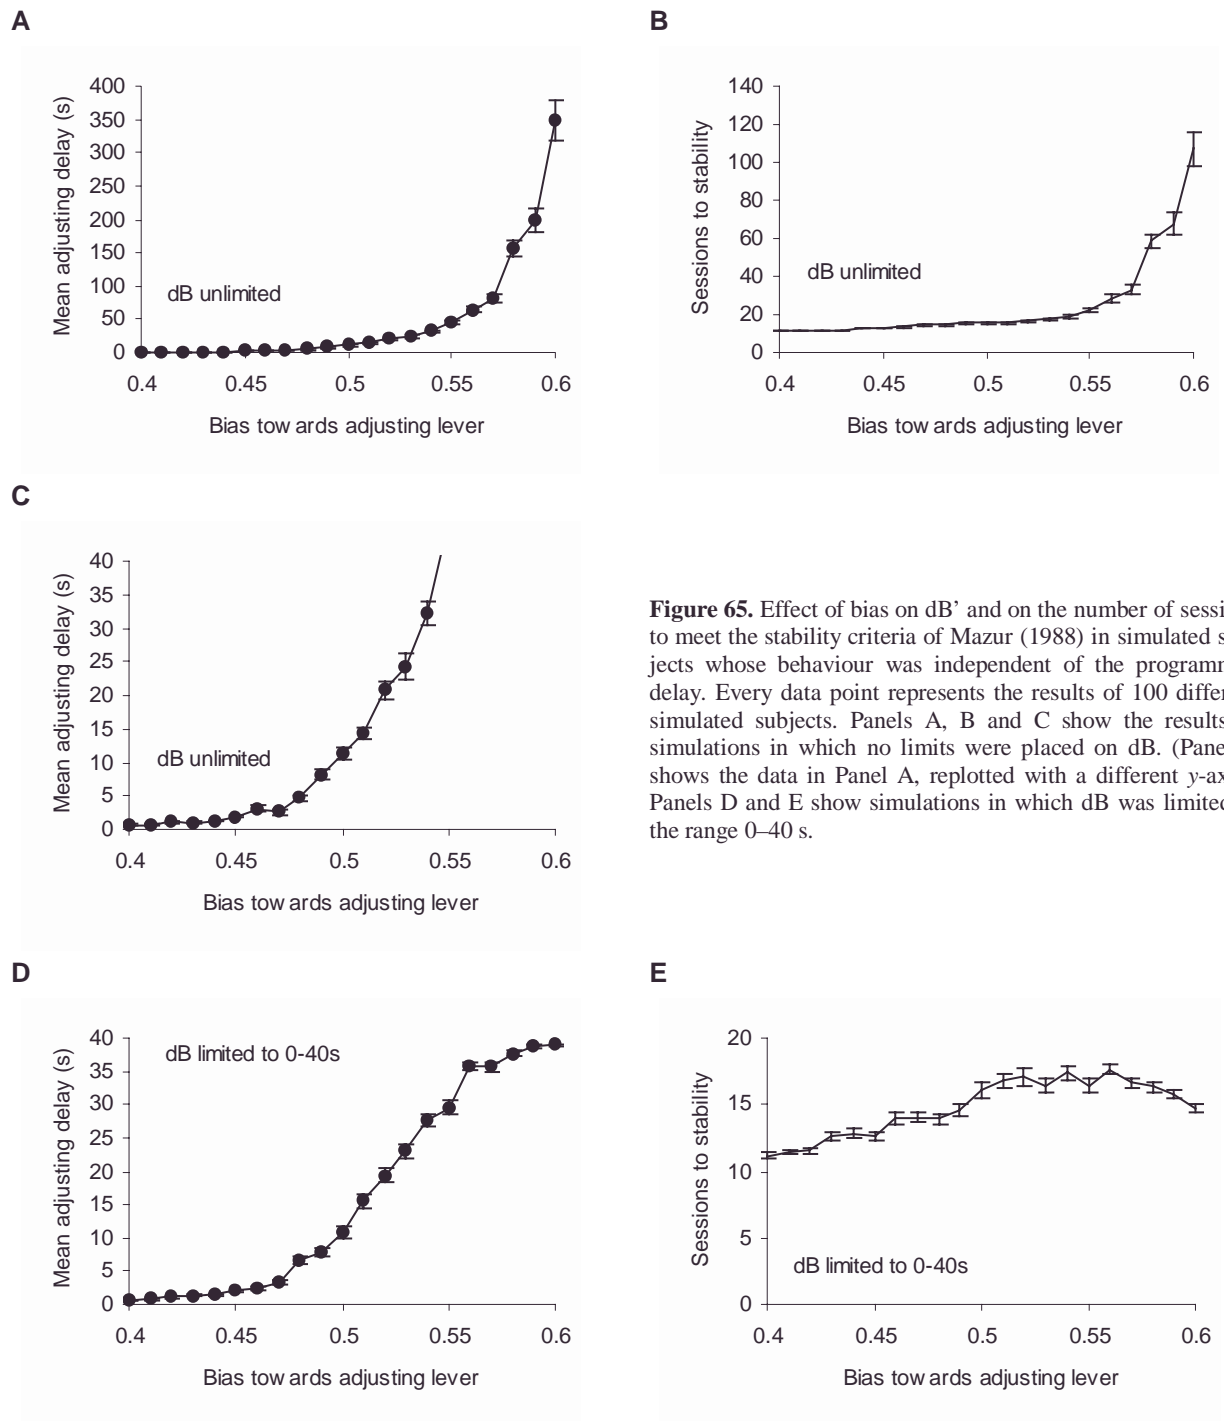 A
B
400
350
300
250
200
150
100
50
0
Mean adjusting delay (s)
dB unlimited
0.4 0.45 0.5 0.55 0.6
Bias tow ards adjusting lever
140
120
100
80
60
40
20
0
Sessions to stability
dB unlimited
0.4 0.45 0.5 0.55 0.6
Bias tow ards adjusting lever
C
40
35
30
25
20
15
10
5
0
Mean adjusting delay (s)
dB unlimited
0.4 0.45 0.5 0.55 0.6
Bias tow ards adjusting lever
Figure 65. Effect of bias on dB’ and on the number of sessi
to meet the stability criteria of Mazur (1988) in simulated s
jects whose behaviour was independent of the programm
delay. Every data point represents the results of 100 differ
simulated subjects. Panels A, B and C show the results
simulations in which no limits were placed on dB. (Pane
shows the data in Panel A, replotted with a different y-ax
Panels D and E show simulations in which dB was limited
the range 0–40 s.
D
E
40
35
30
25
20
15
10
5
0
Mean adjusting delay (s)
dB limited to 0-40s
0.4 0.45 0.5 0.55 0.6
Bias tow ards adjusting lever
20
15
10
5
0
Sessions to stability
dB limited to 0-40s
0.4 0.45 0.5 0.55 0.6
Bias tow ards adjusting lever